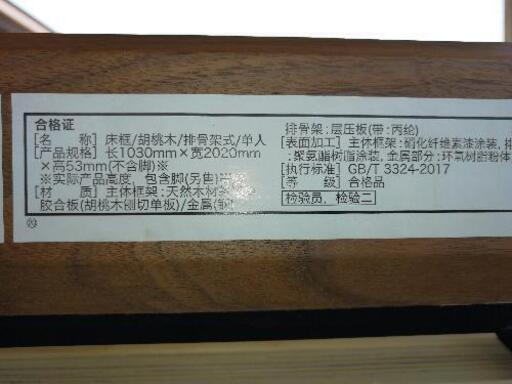 合格证
[名 称] 床框/胡桃木/排骨架式/单人
[产品规格] 长1030mm×宽2020mm
×高53mm(不含脚)※
※实际产品高度,包含脚(另售)
[材 质] 主体框架:天然木材
胶合板(胡桃木刨切单板)/金属(钢)
排骨架:层压板(带:丙纶)
[表面加工] 主体框架:硝化纤维素漆涂装,排
:聚氨酯树脂涂装,金属部分:环氧树脂粉体
[执行标准] GB/T 3324-2017
[等 级] 合格品
检验员,检验二